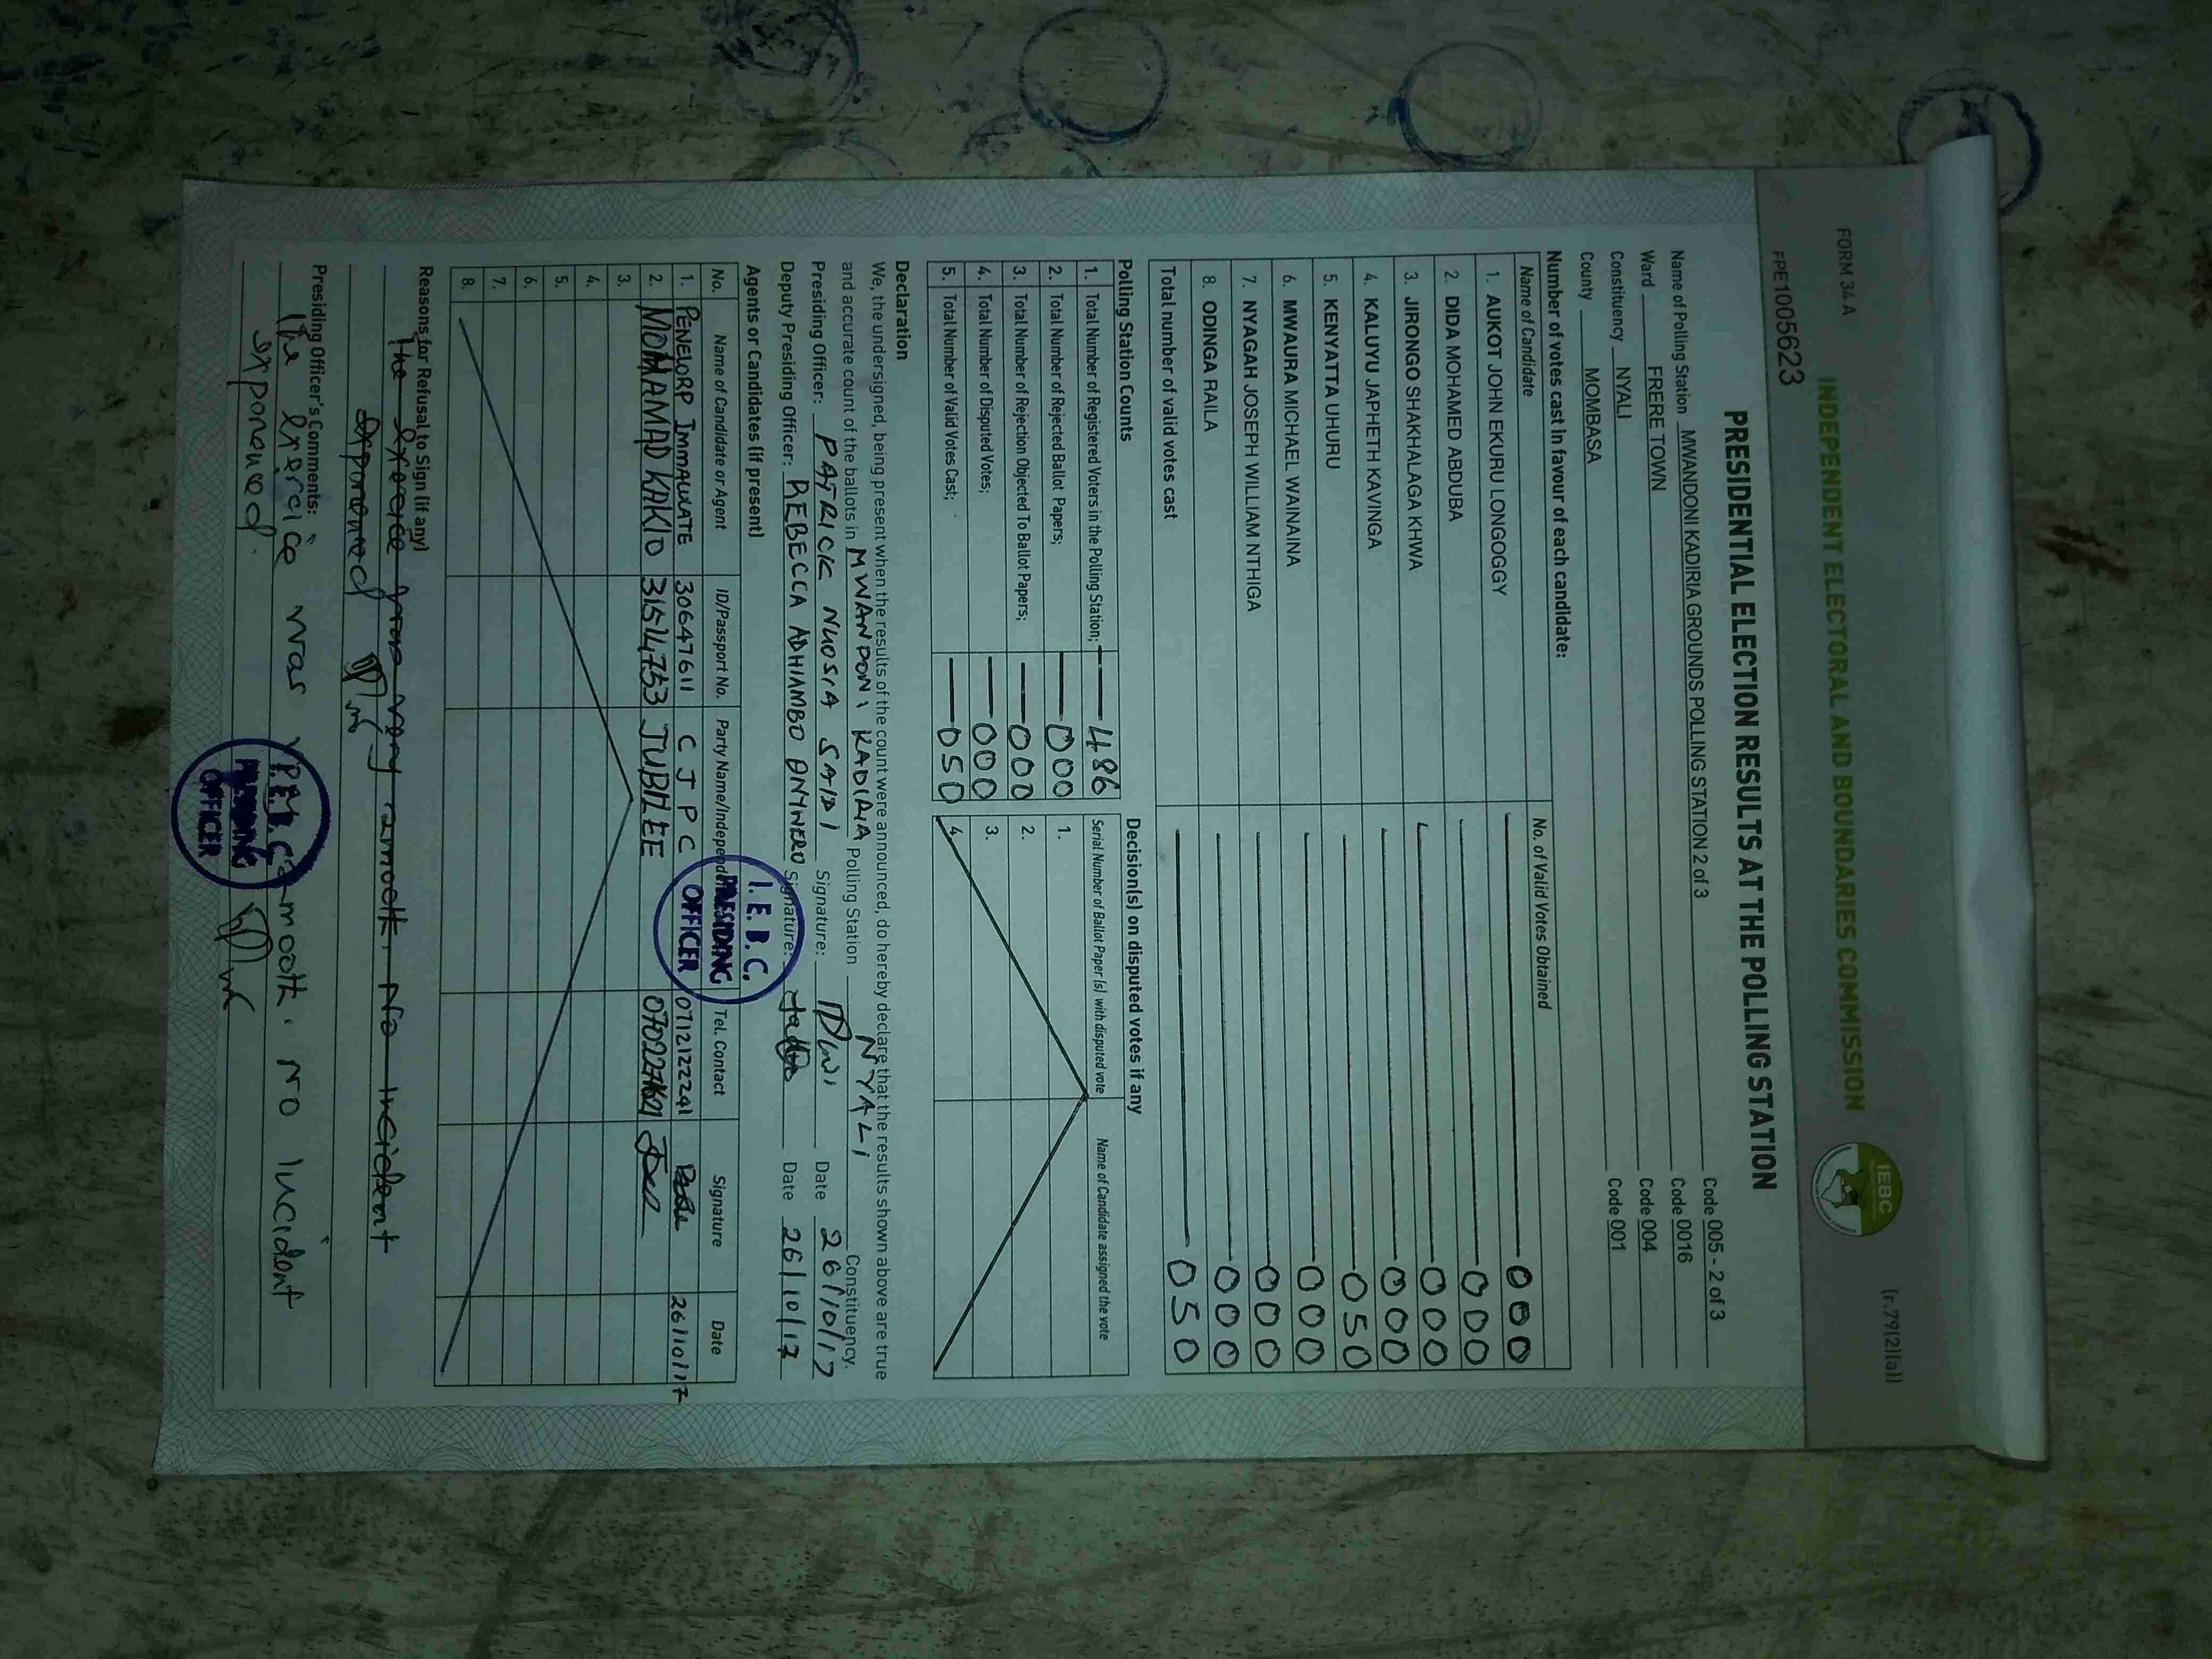 FORM 34A
(r.79(2)(a))
INDEPENDENT ELECTORAL AND BOUNDARIES COMMISSION
IEBC
FPE1005623
PRESIDENTIAL ELECTION RESULTS AT THE POLLING STATION
Name of Polling Station MWANDONI KADIRIA GROUNDS POLLING STATION 2 of 3 Code 005 - 2 of 3
Ward FRERE TOWN Code 0016
Constituency NYALI Code 004
County MOMBASA Code 001
Number of votes cast in favour of each candidate:
Name of Candidate No. of Valid Votes Obtained
1. AUKOT JOHN EKURU LONGOGGY 000
2. DIDA MOHAMED ABDUBA 000
3. JIRONGO SHAKHALAGA KHWA 000
4. KALUYU JAPHETH KAVINGA 000
5. KENYATTA UHURU 050
6. MWAURA MICHAEL WAINAINA 000
7. NYAGAH JOSEPH WILLIAM NTHIGA 000
8. ODINGA RAILA 000
Total number of valid votes cast 050
Polling Station Counts
1. Total Number of Registered Voters in the Polling Station; 486
2. Total Number of Rejected Ballot Papers; 000
3. Total Number of Rejection Objected To Ballot Papers; 000
4. Total Number of Disputed Votes; 000
5. Total Number of Valid Votes Cast; 050
Decision(s) on disputed votes if any
Serial Number of Ballot Paper (s) with disputed vote Name of Candidate assigned the vote
1.
2.
3.
4.
Declaration
We, the undersigned, being present when the results of the count were announced, do hereby declare that the results shown above are true
and accurate count of the ballots in MWANDONI KADIRIA Polling Station NYALI Constituency.
Presiding Officer: PATRICK SAIDI Signature: Date 26/10/17
Deputy Presiding Officer: REBECCA ADHIAMBO ONYWERO Signature: Date 26/10/17
Agents or Candidates (if present)
No. Name of Candidate or Agent ID/Passport No. Party Name/Independent Tel. Contact Signature Date
1. PENELORP IMMACULATE 30647611 C J P C 0712122241 26/10/17
2. MOHAMAD KAKIO 31514753 JUBILEE
3.
4.
5.
6.
7.
8.
I.E.B.C.
PRESIDING
OFFICER
Reasons for Refusal to Sign (if any)
The exercice was very smooth. No incident
exponenced
Presiding Officer's Comments:
The exercice was very smooth. No incident
exponenced.
I.E.B.C.
PRESIDING
OFFICER